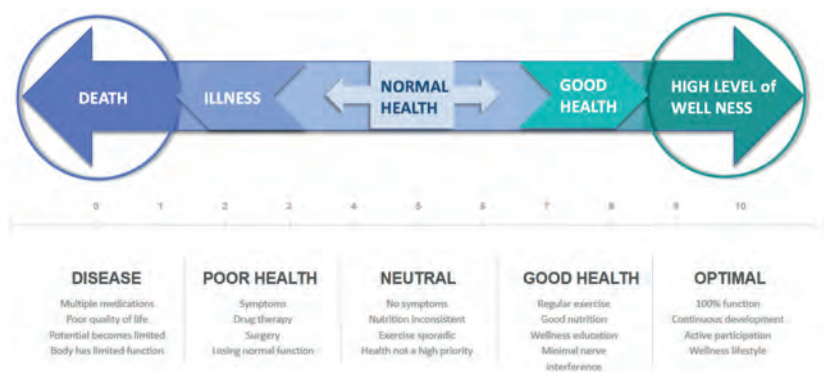 DEATH
ILLNESS
NORMAL
HEALTH
GOOD
HEALTH
HIGH LEVEL of
WELL NESS
0 1 2 3 4 5 6 7 8 9 10
DISEASE
Multiple medications
Poor quality of life
Potential becomes limited
Body has limited function
POOR HEALTH
Symptoms
Drug therapy
Surgery
Losing normal function
NEUTRAL
No symptoms
Nutrition inconsistent
Exercise sporadic
Health not a high priority
GOOD HEALTH
Regular exercise
Good nutrition
Wellness education
Minimal nerve
interference
OPTIMAL
100% function
Continuous development
Active participation
Wellness lifestyle